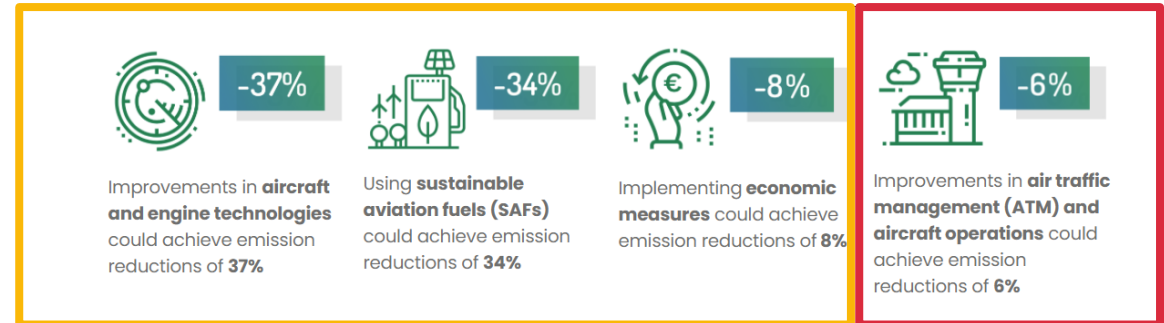 -37%
Improvements in aircraft
and engine technologies
could achieve emission
reductions of 37%
-34%
Using sustainable
aviation fuels (SAFs)
could achieve emission
reductions of 34%
€
-8%
Implementing economic
measures could achieve
emission reductions of 8%
-6%
Improvements in air traffic
management (ATM) and
aircraft operations could
achieve emission
reductions of 6%